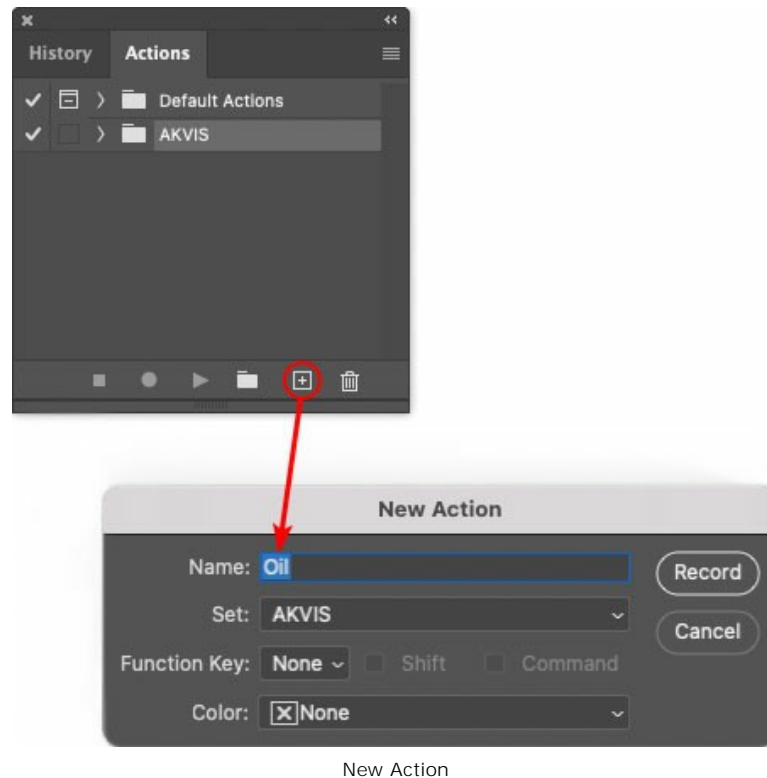 History Actions
Default Actions
AKVIS
New Action
Name: Oil
Record
Set: AKVIS
Cancel
Function Key: None Shift Command
Color: None
New Action